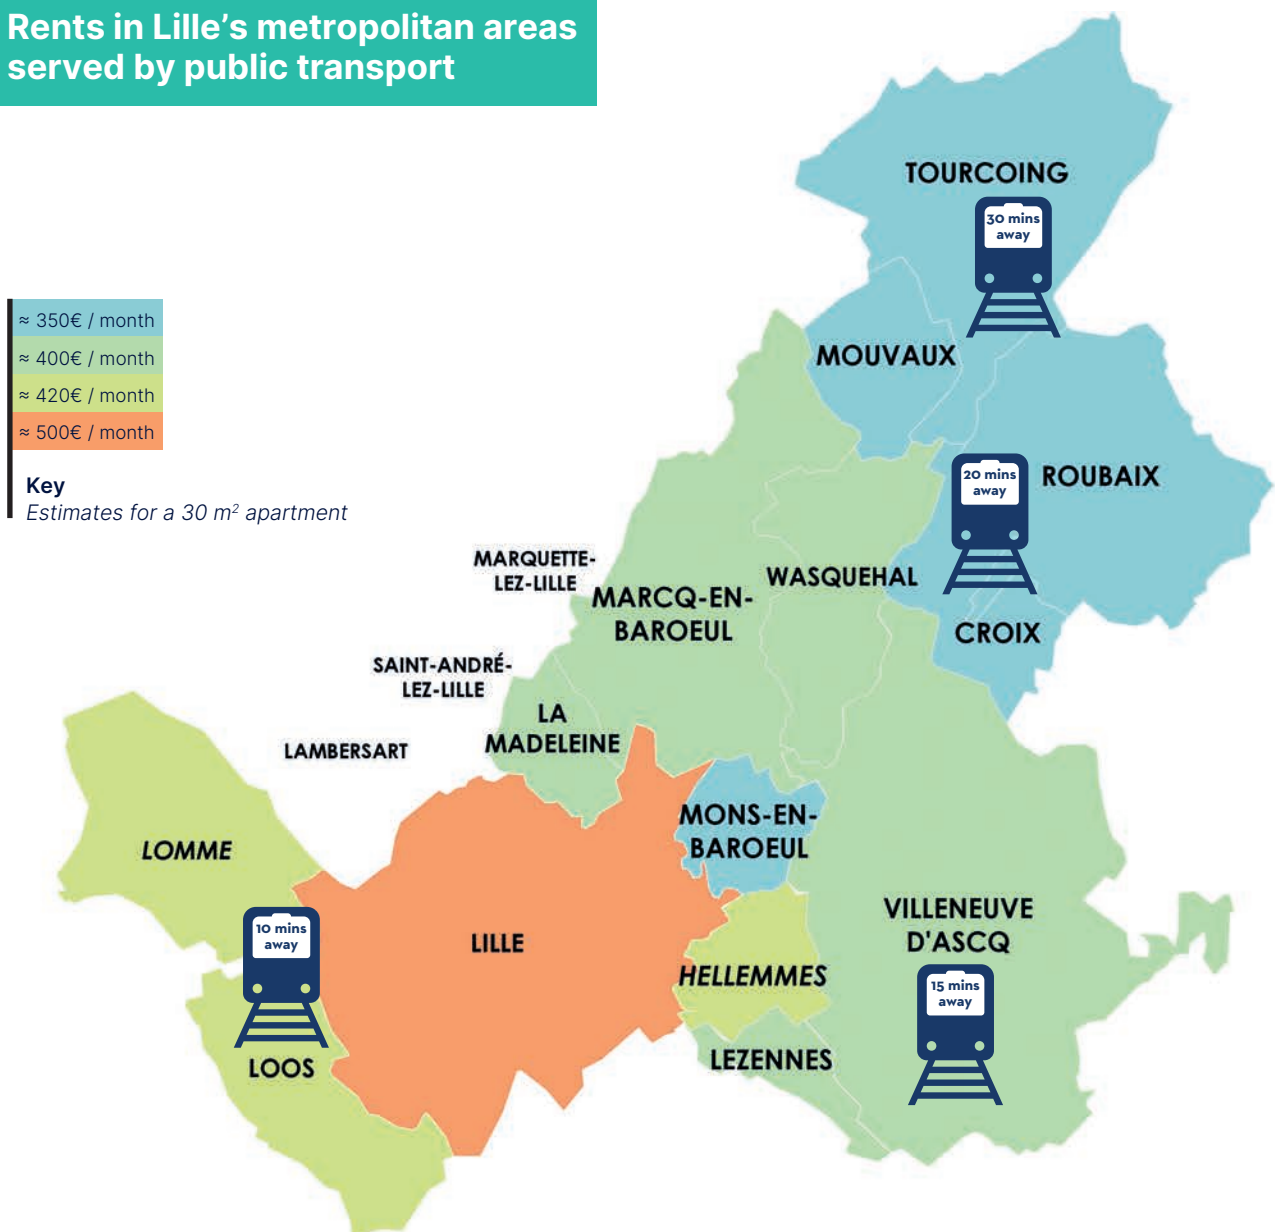 Rents in Lille’s metropolitan areas
served by public transport
TOURCOING
30 mins
away
≈ 350€ / month
≈ 400€ / month
≈ 420€ / month
≈ 500€ / month
Key
Estimates for a 30 m² apartment
MOUVAUX
20 mins
away
ROUBAIX
MARQUETTE-
LEZ-LILLE
MARCQ-EN-
BAROEUL
WASQUEHAL
CROIX
SAINT-ANDRÉ-
LEZ-LILLE
LA
MADELEINE
LAMBERSART
MONS-EN-
BAROEUL
LOMME
10 mins
away
LILLE
VILLENEUVE
D'ASCQ
HELLEMMES
15 mins
away
LOOS
LEZENNES